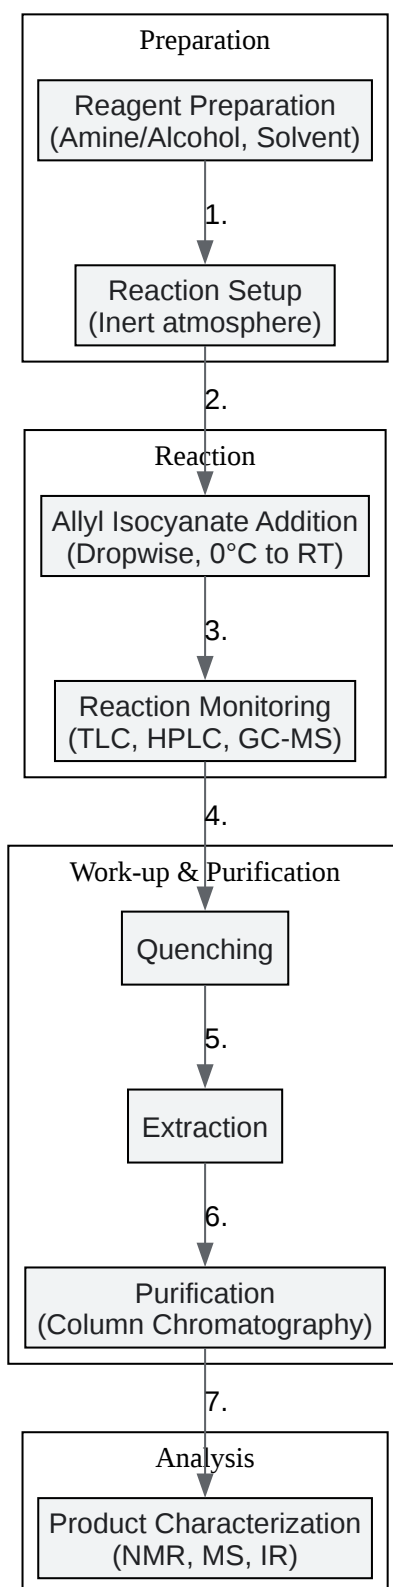 Preparation
Reagent Preparation
(Amine/Alcohol, Solvent)
1.
Reaction Setup
(Inert atmosphere)
2.
Reaction
Allyl Isocyanate Addition
(Dropwise, 0°C to RT)
3.
Reaction Monitoring
(TLC, HPLC, GC-MS)
4.
Work-up & Purification
Quenching
5.
Extraction
6.
Purification
(Column Chromatography)
7.
Analysis
Product Characterization
(NMR, MS, IR)